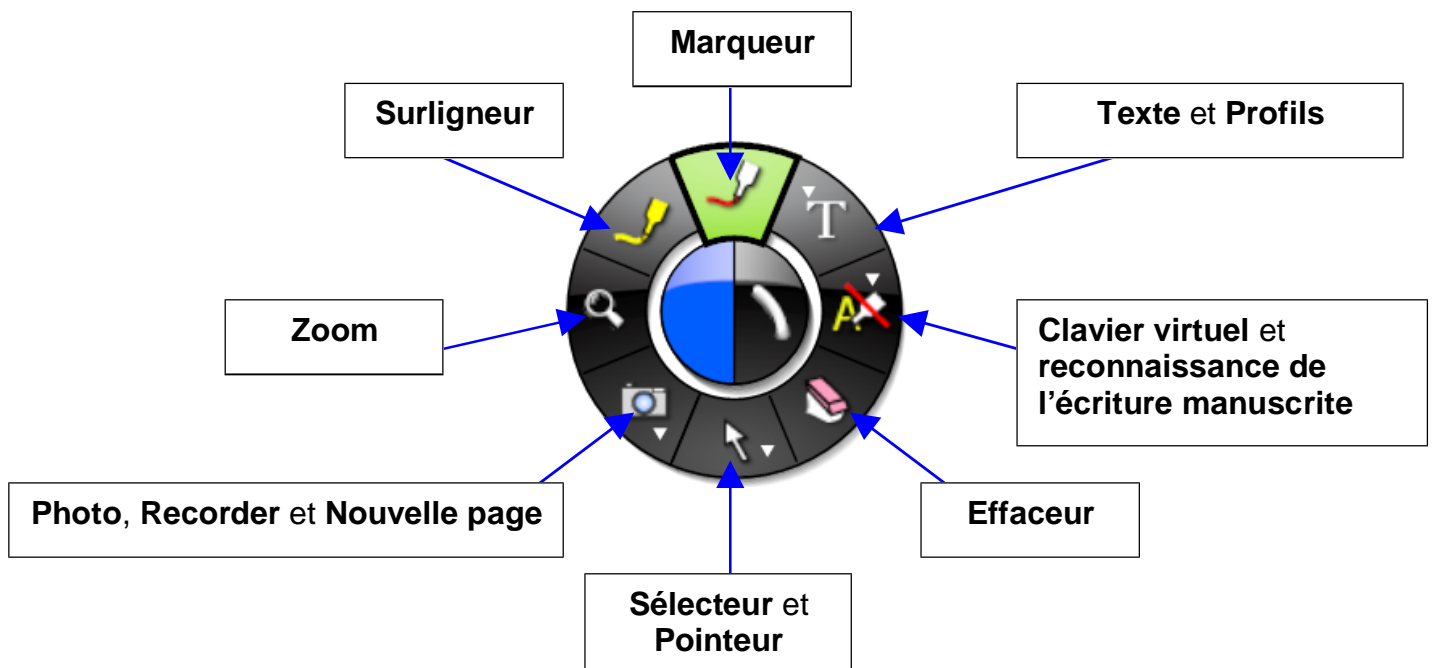 Marqueur
Surligneur
Texte et Profils
T
Zoom
A
Clavier virtuel et
reconnaissance de
l'écriture manuscrite
Photo, Recorder et Nouvelle page
Effaceur
Sélecteur et
Pointeur